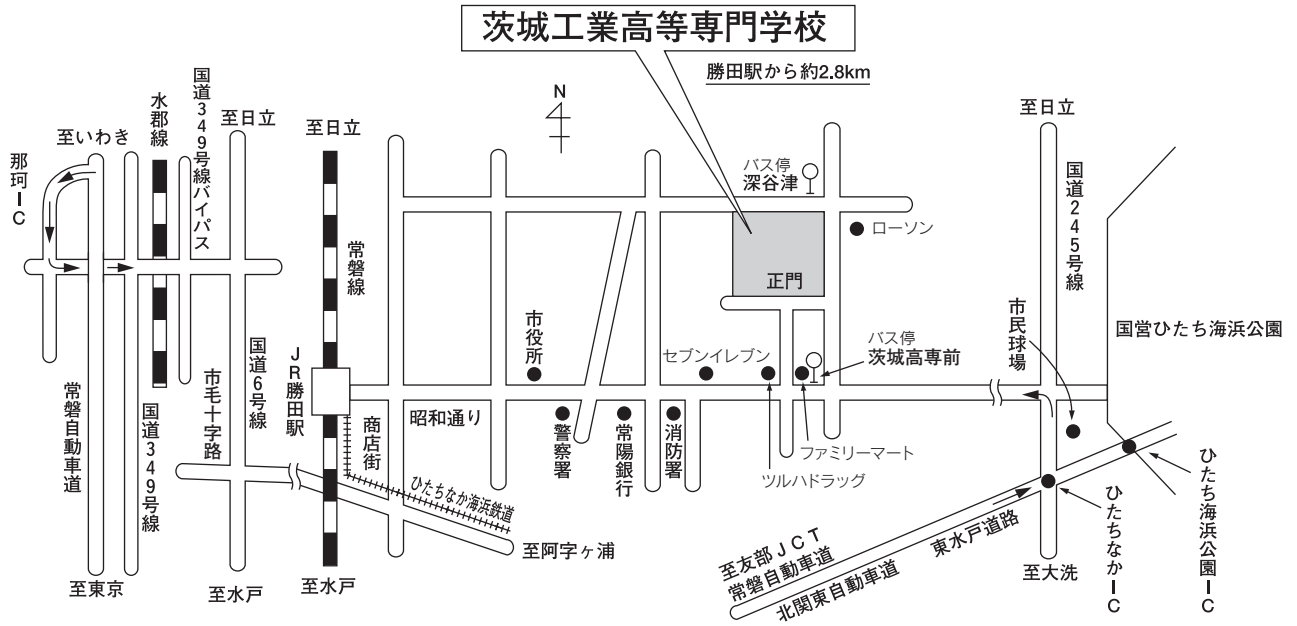 茨城工業高等専門学校
勝田駅から約2.8km
N
至いわき
那珂IC
水郡線
国道349号線バイパス
至日立
至日立
常磐線
バス停
深谷津
ローソン
至日立
国道245号線
正門
国営ひたち海浜公園
市民球場
バス停
茨城高専前
セブンイレブン
市役所
JR勝田駅
国道6号線
市毛十字路
常磐自動車道
国道349号線
昭和通り
商店街
警察署
常陽銀行
消防署
ファミリーマート
ツルハドラッグ
ひたちなか海浜鉄道
至阿字ヶ浦
至東京
至水戸
至水戸
至友部JCT
常磐自動車道
北関東自動車道
東水戸道路
至大洗
ひたちなかIC
ひたち海浜公園IC